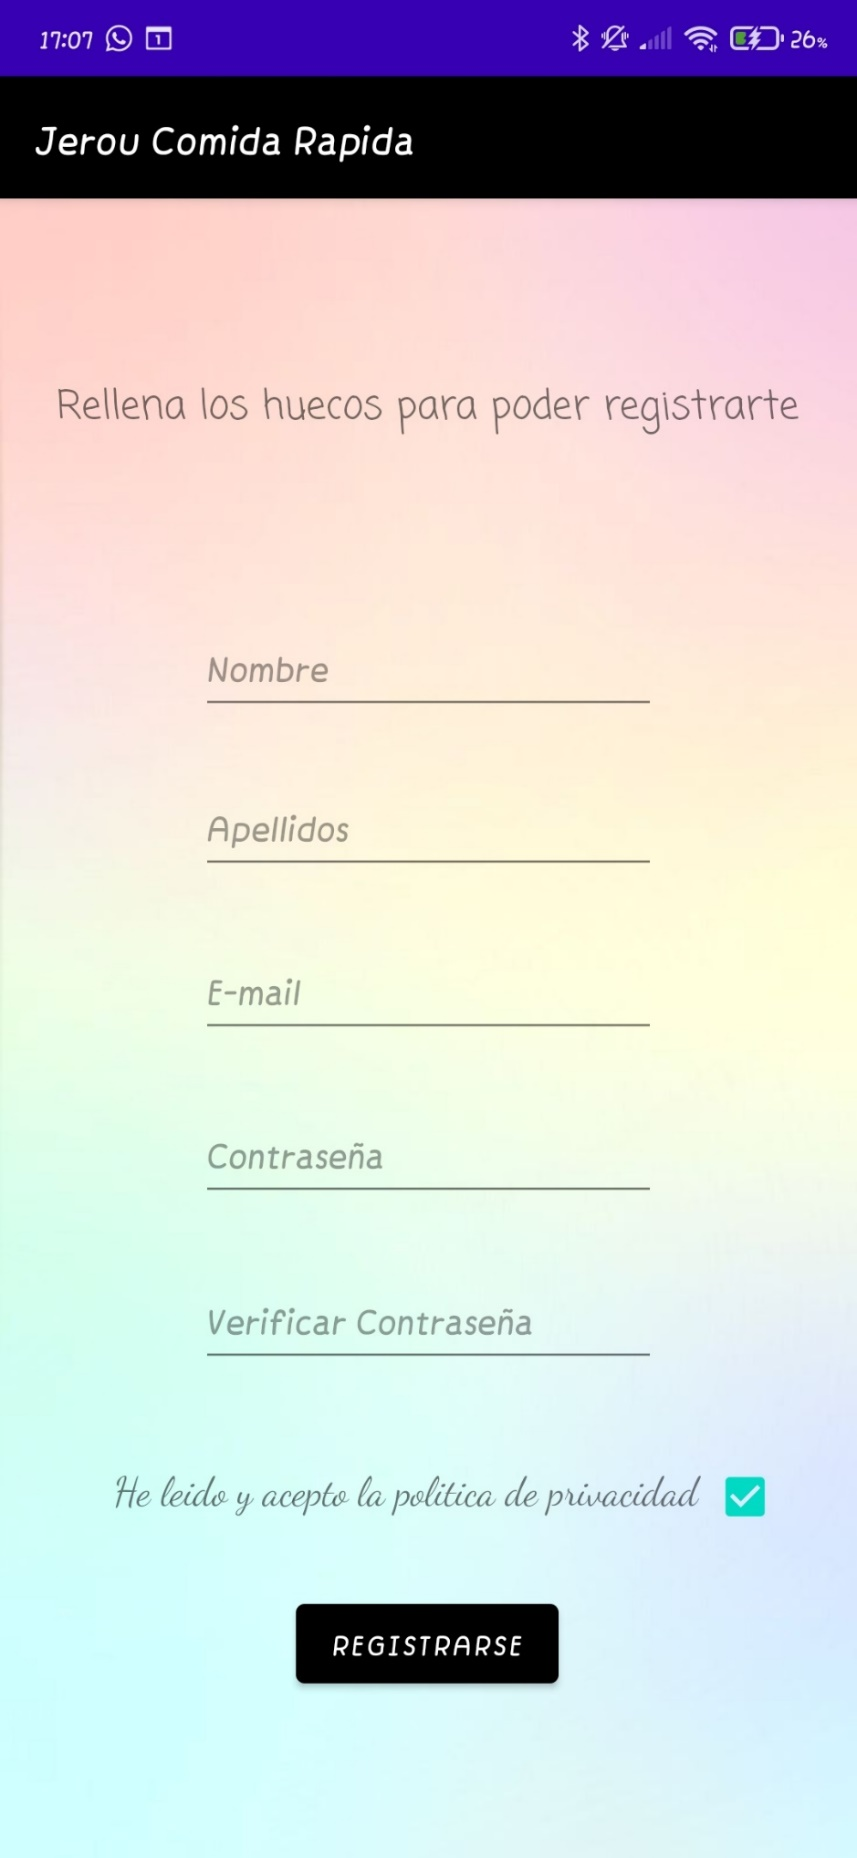 17:07 1 26%
Jerou Comida Rapida
Rellena los huecos para poder registrarte
Nombre
Apellidos
E-mail
Contraseña
Verificar Contraseña
He leido y acepto la politica de privacidad
REGISTRARSE